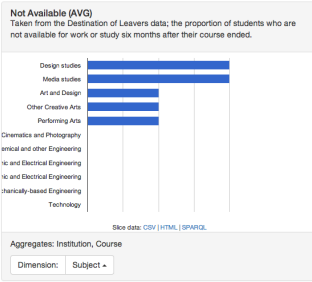 Not Available (AVG)
Taken from the Destination of Leavers data; the proportion of students who are
not available for work or study six months after their course ended.
Design studies
Media studies
Art and Design
Other Creative Arts
Performing Arts
Cinematics and Photography
emical and other Engineering
nic and Electrical Engineering
nic and Electrical Engineering
chanically-based Engineering
Technology
Slice data: CSV | HTML | SPARQL
Aggregates: Institution, Course
Dimension: Subject